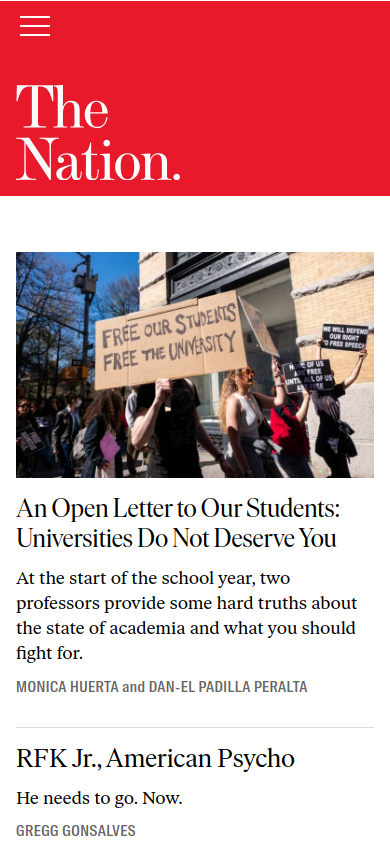 The
Nation.
FREE OUR STUDENTS
FREE THE UNIVERSITY
WE WILL DEFEND
OUR RIGHT
TO FREE SPEECH
NONE OF US
ARE FREE
UNTIL ALL OF US
ARE FREE
An Open Letter to Our Students:
Universities Do Not Deserve You
At the start of the school year, two
professors provide some hard truths about
the state of academia and what you should
fight for.
MONICA HUERTA and DAN-EL PADILLA PERALTA
RFK Jr., American Psycho
He needs to go. Now.
GREGG GONSALVES